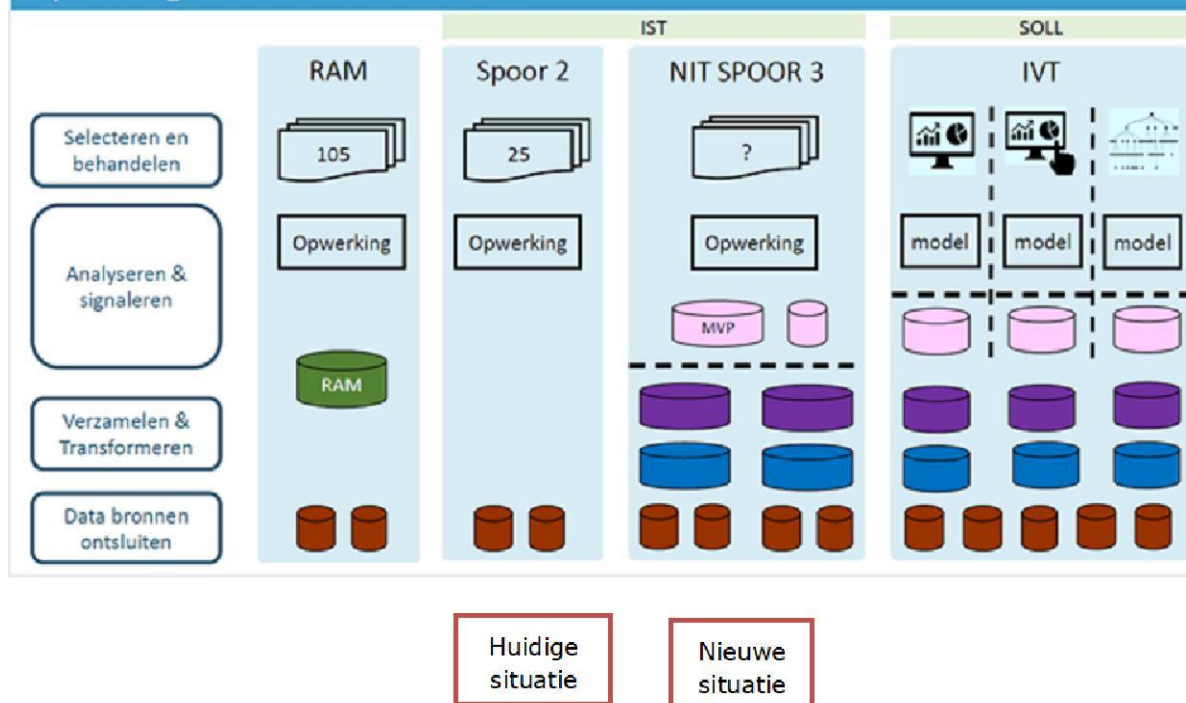 IST
SOLL
RAM
Spoor 2
NIT SPOOR 3
IVT
Selecteren en
behandelen
105
25
?
Analyseren &
signaleren
Opwerking
Opwerking
Opwerking
model
model
model
MVP
RAM
Verzamelen &
Transformeren
Data bronnen
ontsluiten
Huidige
situatie
Nieuwe
situatie